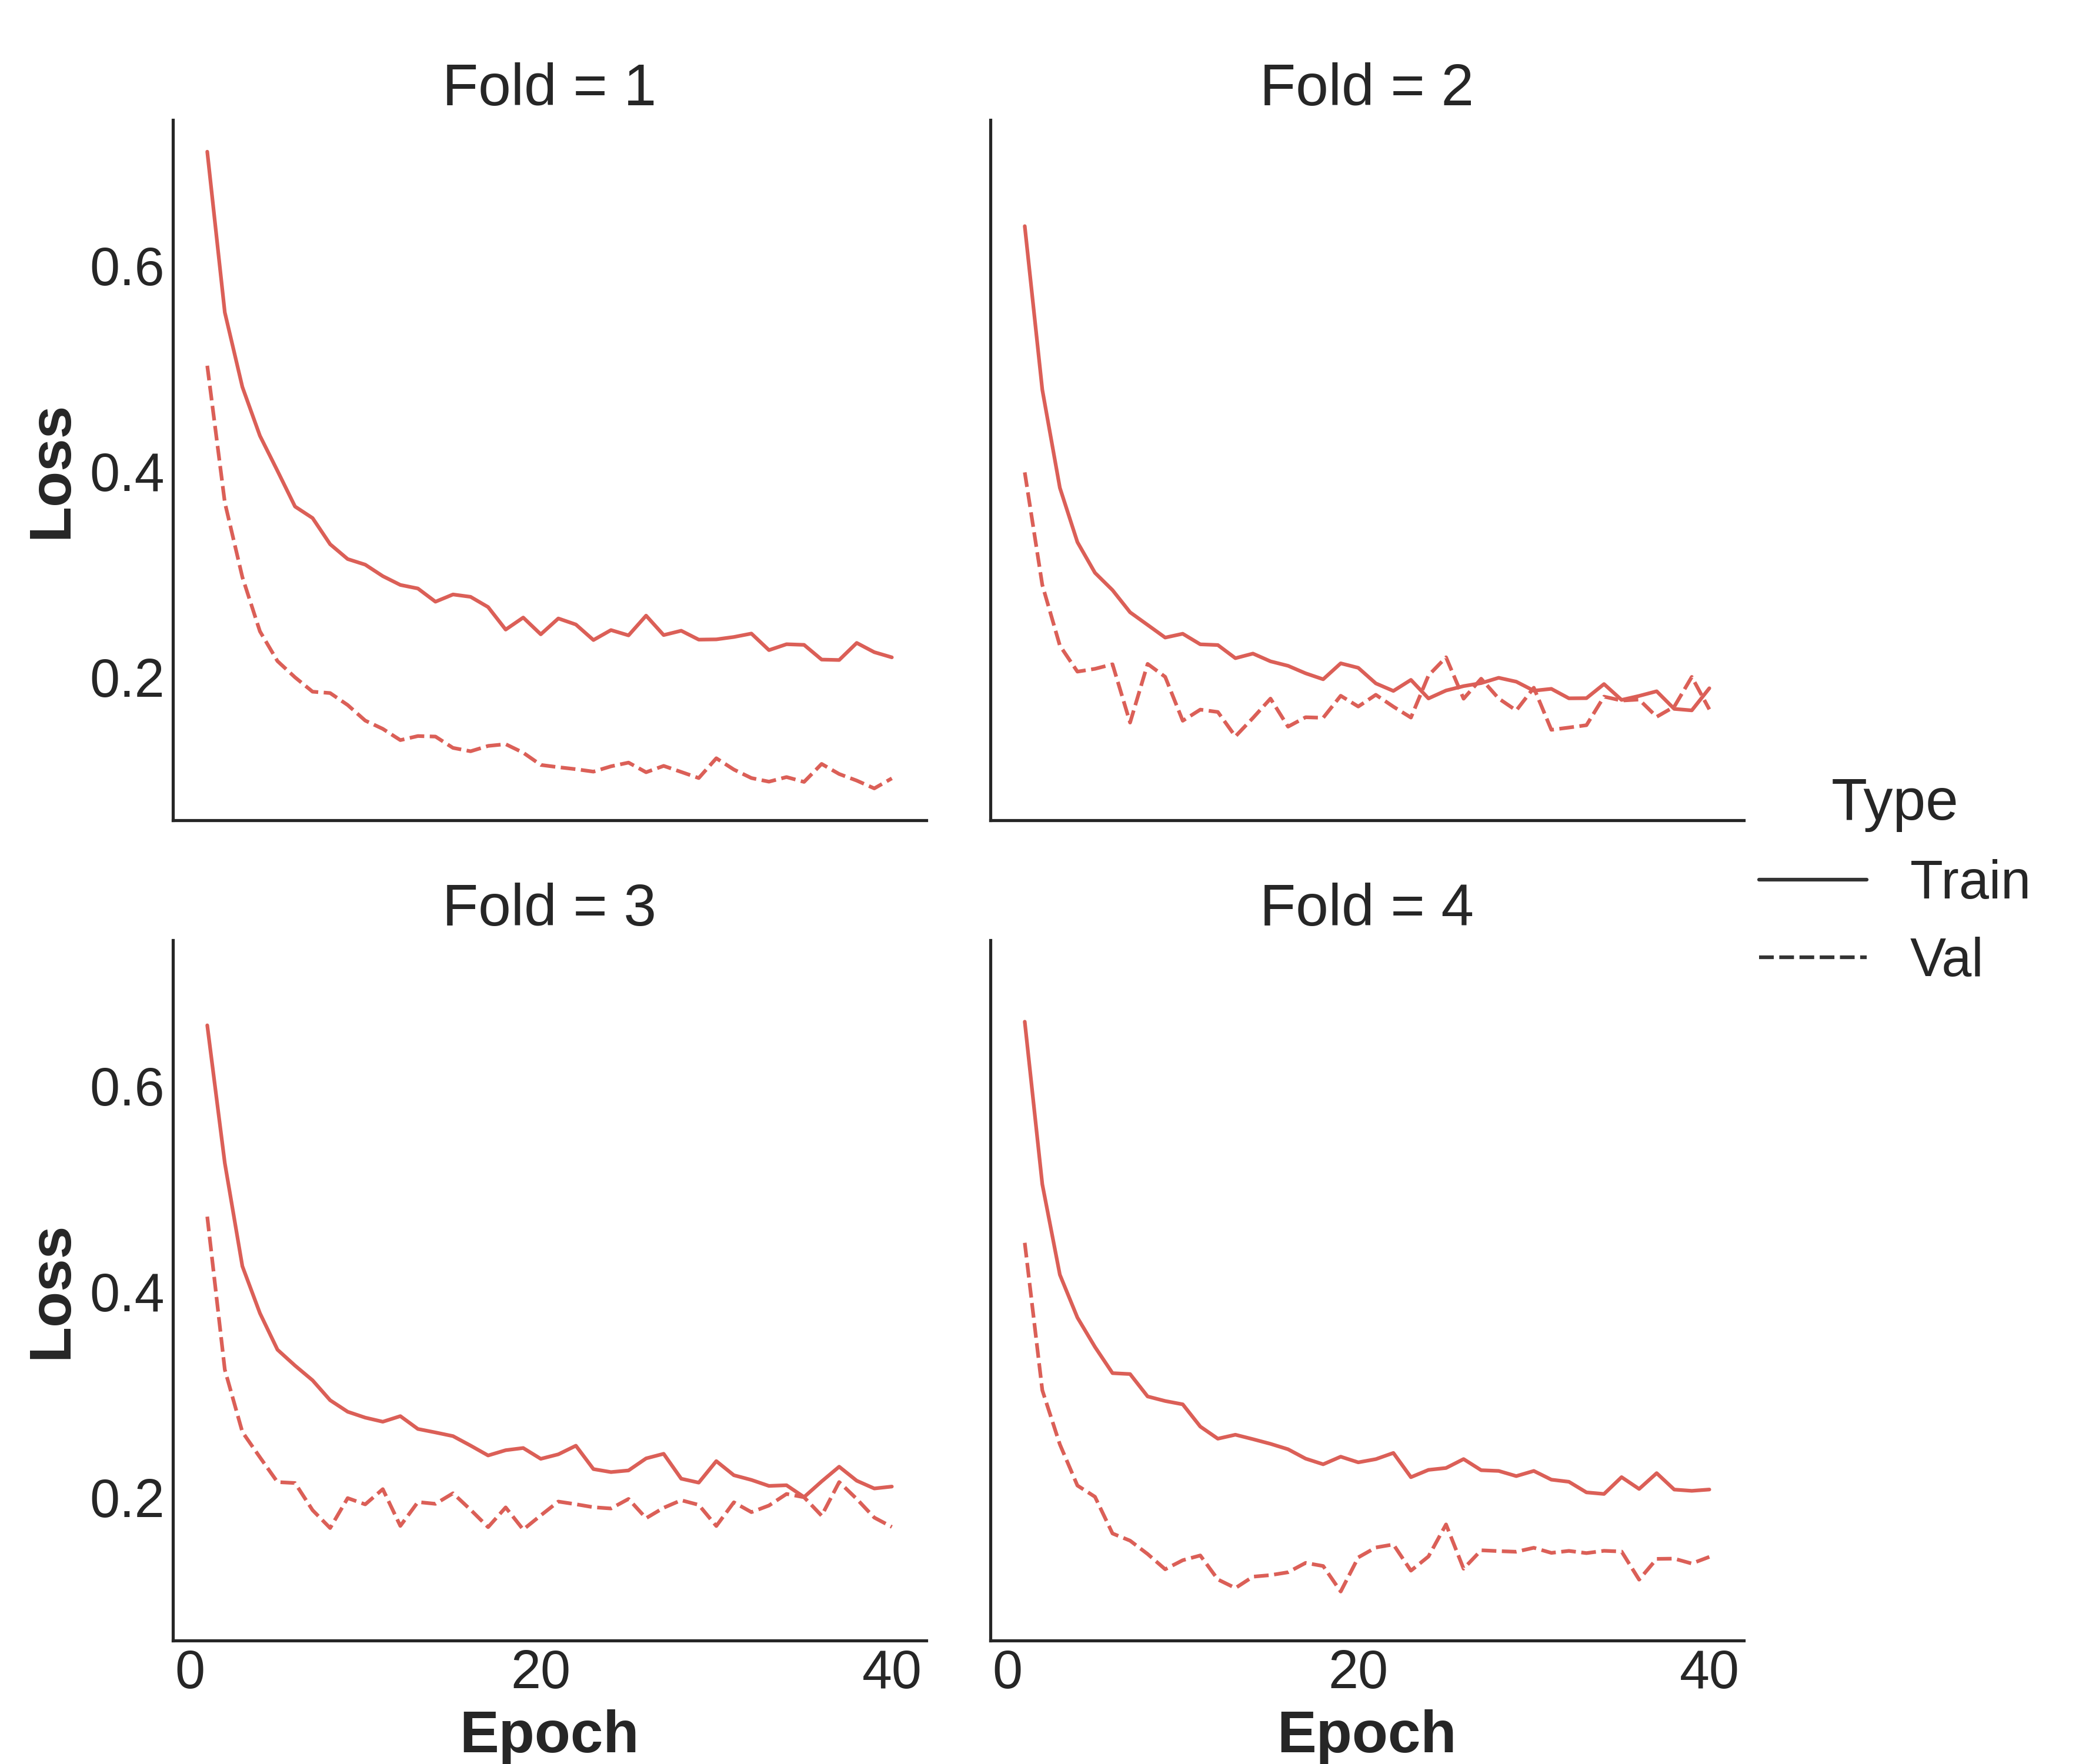 Fold = 1
Fold = 2
0.6
0.4
0.2
Loss
Type
Train
Val
Fold = 3
Fold = 4
0.6
0.4
0.2
Loss
0
20
40
0
20
40
Epoch
Epoch